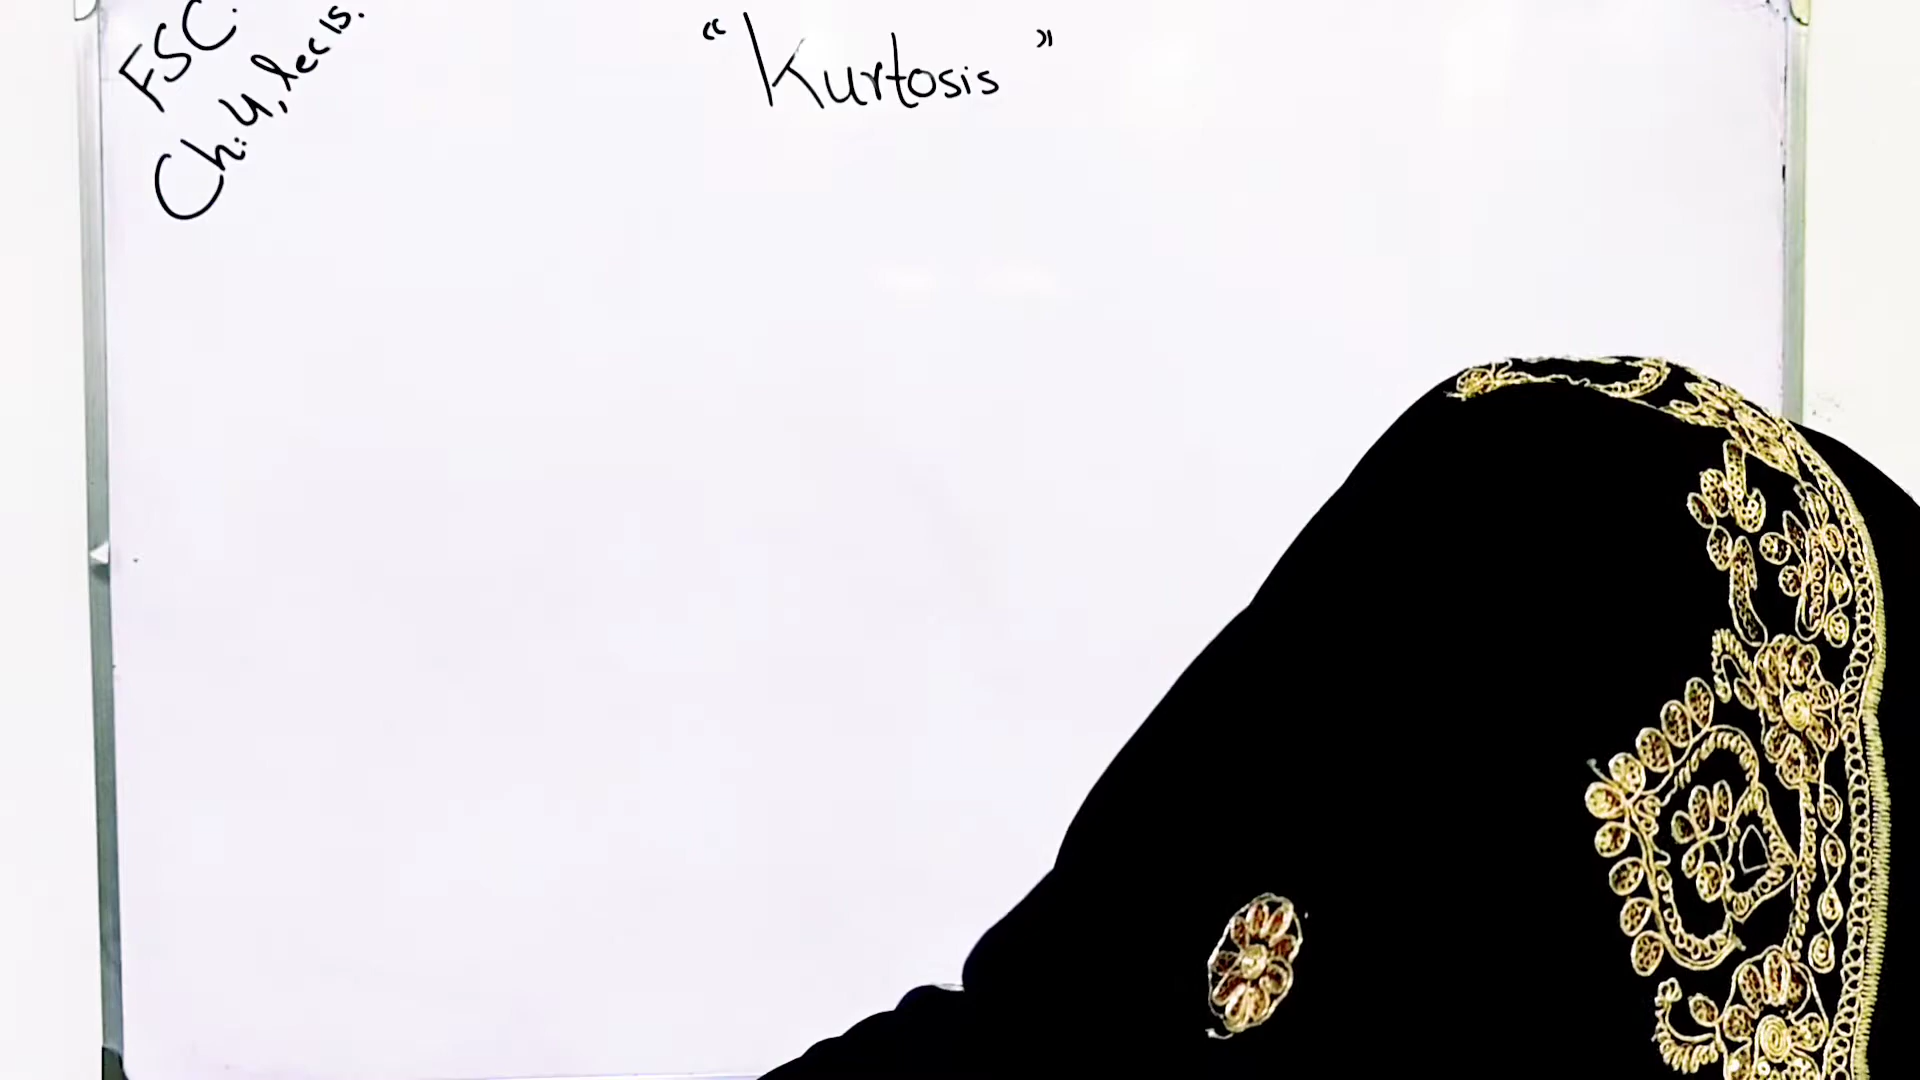 FSC.
Ch: 4, lec 15.
“Kurtosis”